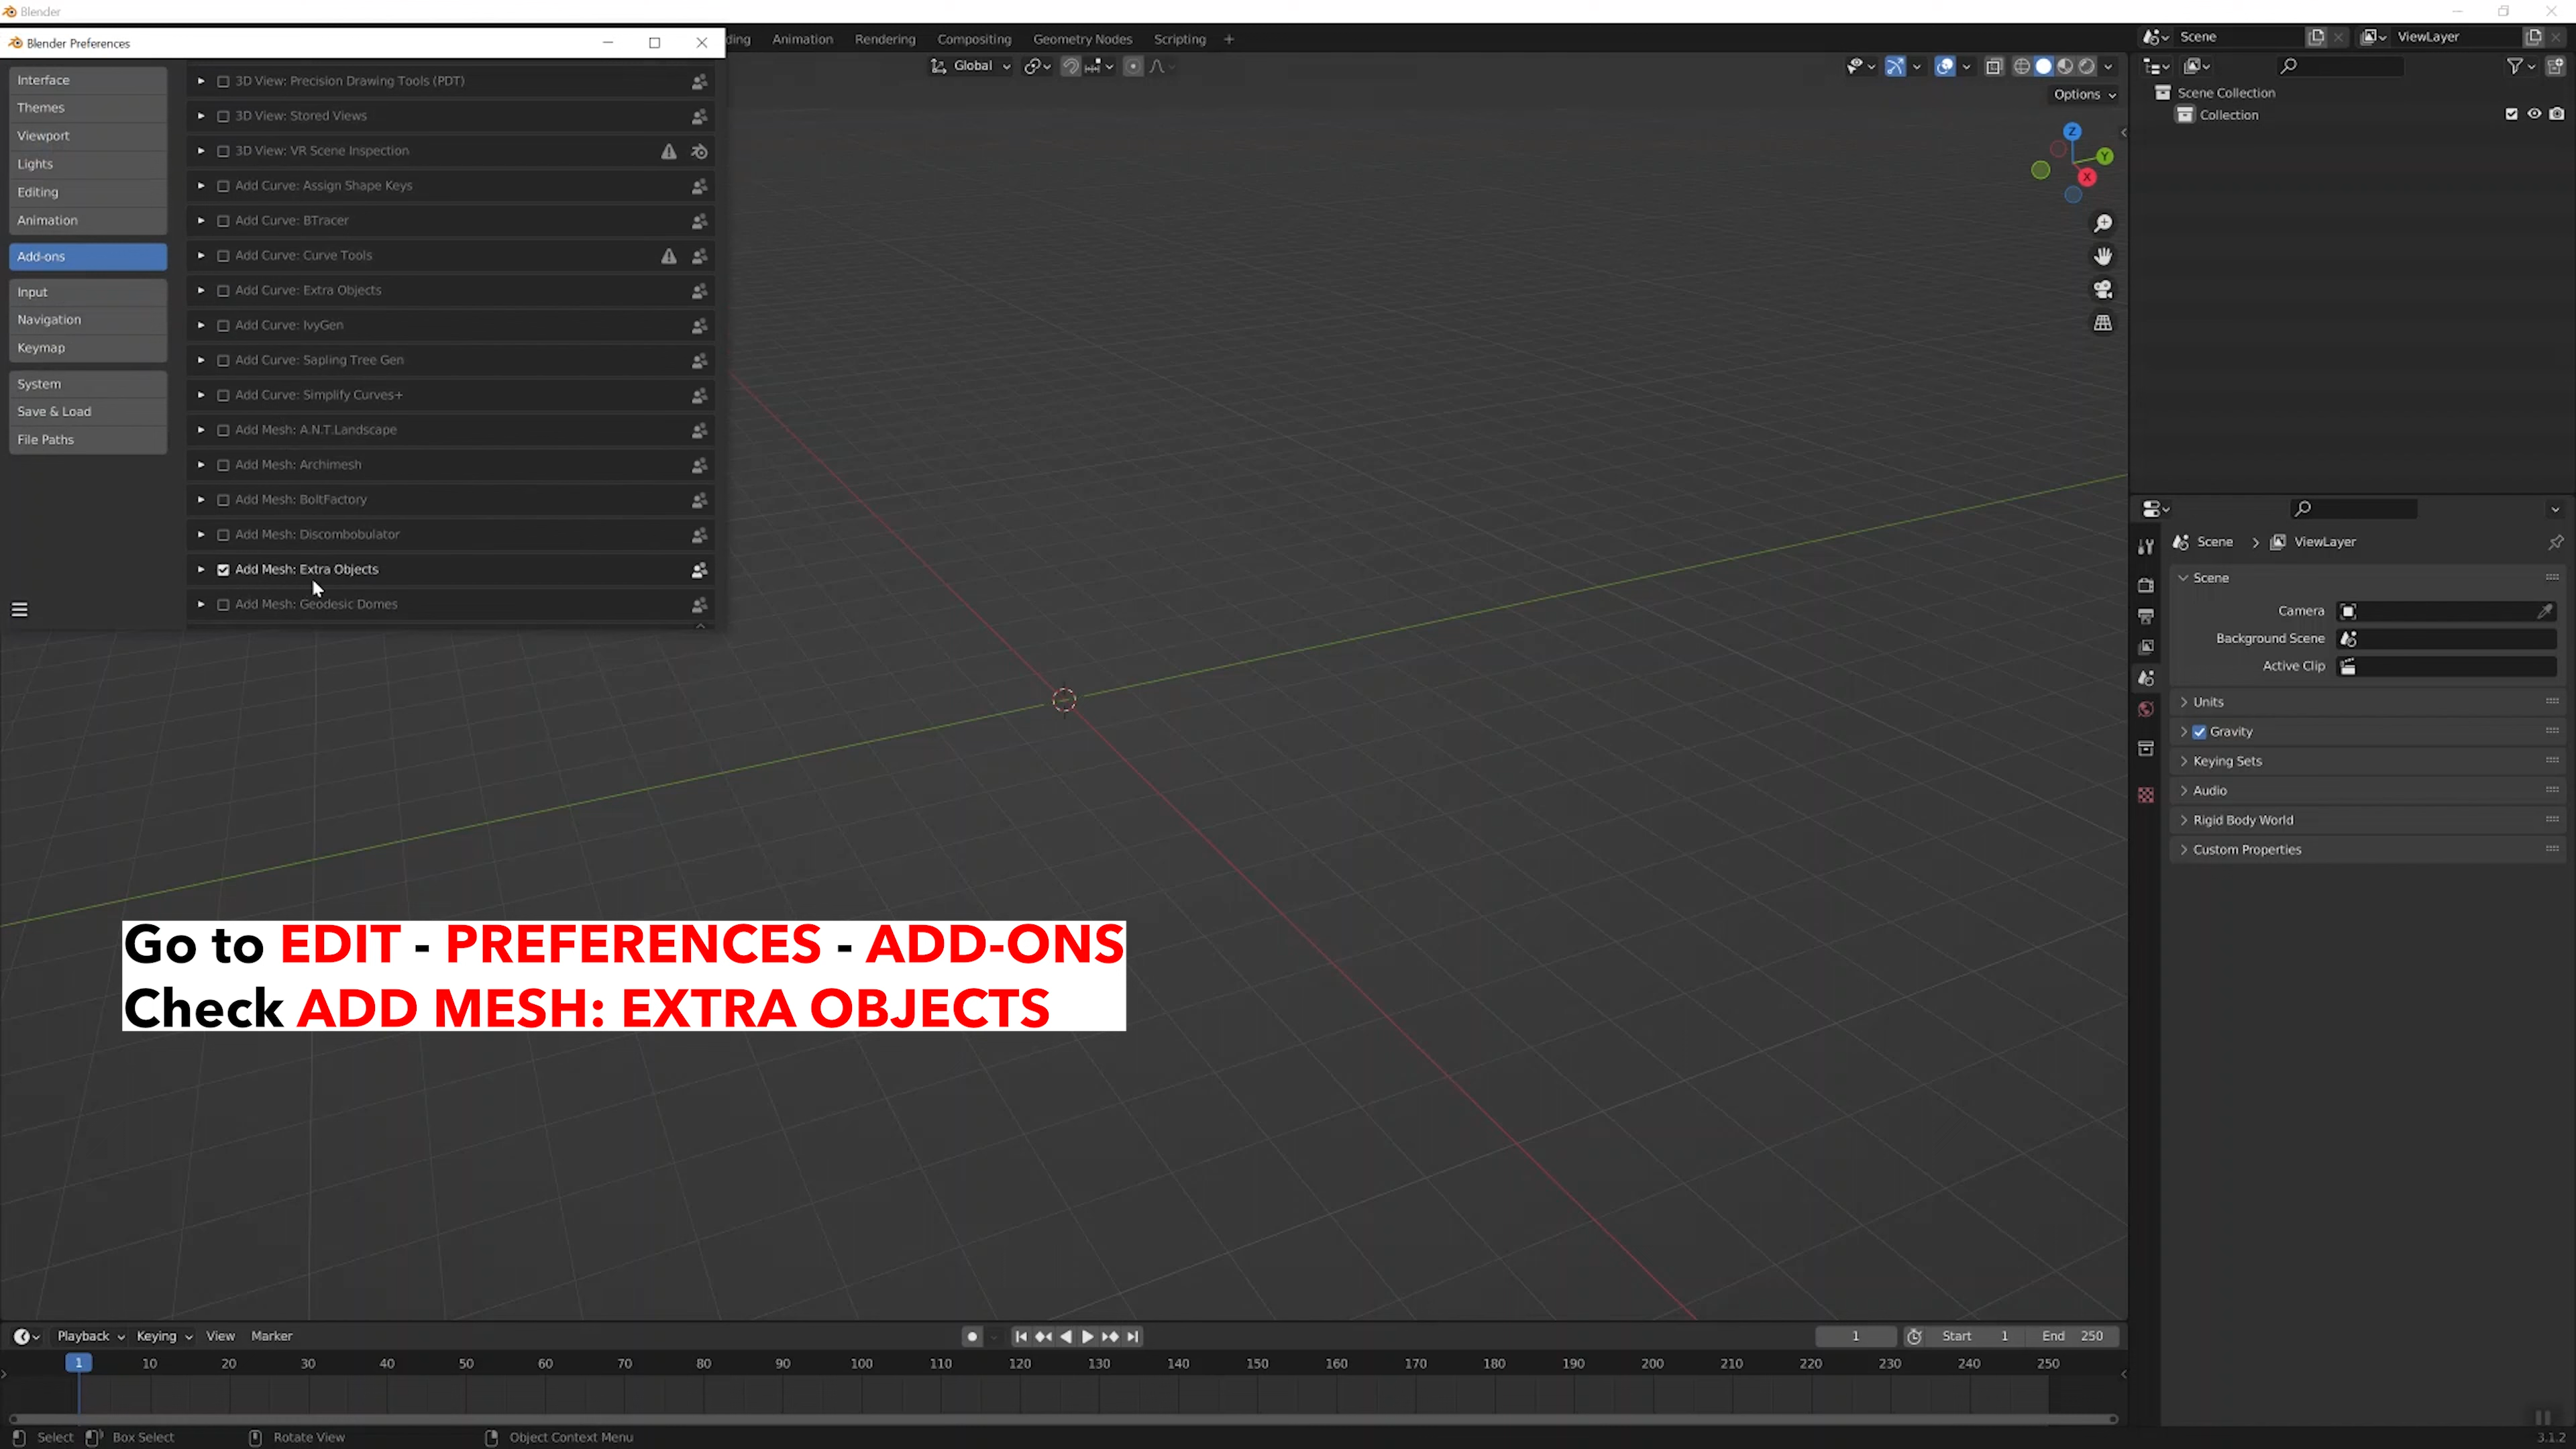 Blender
Blender Preferences
ding Animation Rendering Compositing Geometry Nodes Scripting +
Scene
ViewLayer
Global
Options
Interface
Themes
Viewport
Lights
Editing
Animation
Add-ons
Input
Navigation
Keymap
System
Save & Load
File Paths
3D View: Precision Drawing Tools (PDT)
3D View: Stored Views
3D View: VR Scene Inspection
Add Curve: Assign Shape Keys
Add Curve: BTracer
Add Curve: Curve Tools
Add Curve: Extra Objects
Add Curve: IvyGen
Add Curve: Sapling Tree Gen
Add Curve: Simplify Curves+
Add Mesh: A.N.T.Landscape
Add Mesh: Archimesh
Add Mesh: BoltFactory
Add Mesh: Discombobulator
Add Mesh: Extra Objects
Add Mesh: Geodesic Domes
Z
Y
X
Scene Collection
Collection
Scene > ViewLayer
Scene
Camera
Background Scene
Active Clip
Units
Gravity
Keying Sets
Audio
Rigid Body World
Custom Properties
Go to EDIT - PREFERENCES - ADD-ONS
Check ADD MESH: EXTRA OBJECTS
Playback Keying View Marker
1 Start 1 End 250
1 10 20 30 40 50 60 70 80 90 100 110 120 130 140 150 160 170 180 190 200 210 220 230 240 250
Select Box Select Rotate View Object Context Menu
3.1.2